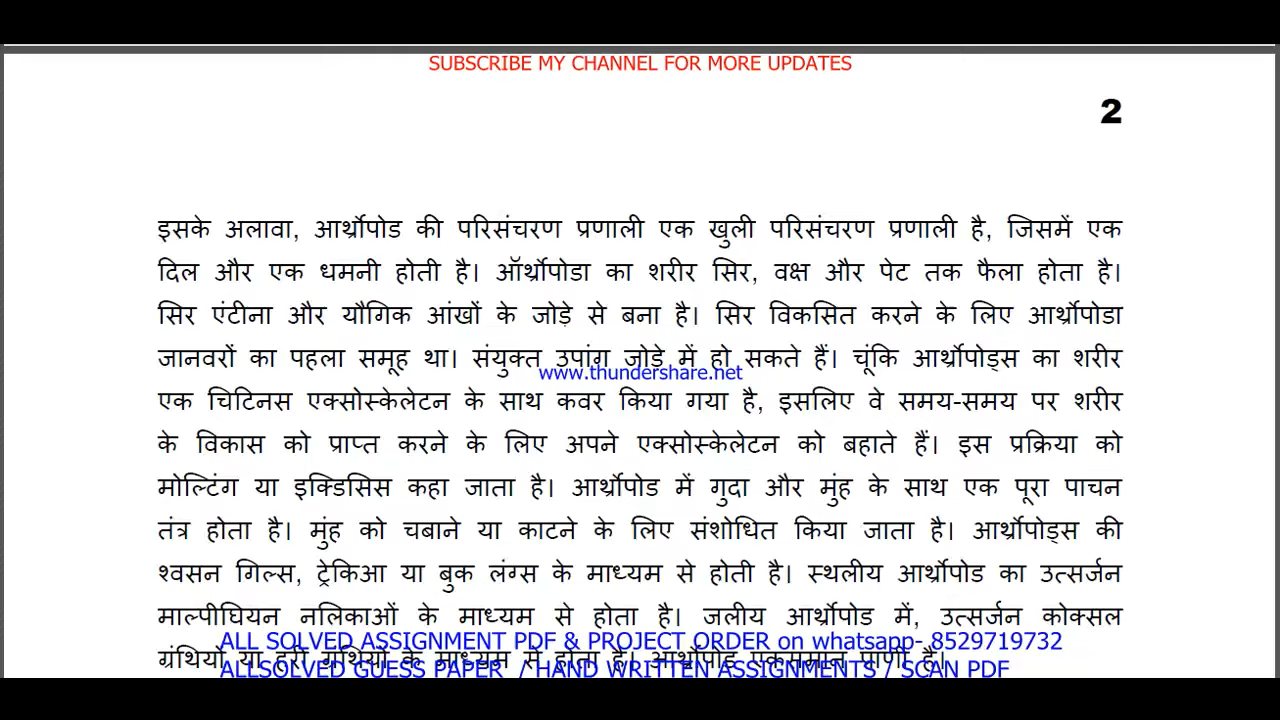 SUBSCRIBE MY CHANNEL FOR MORE UPDATES
2
इसके अलावा, आर्थ्रोपोड की परिसंचरण प्रणाली एक खुली परिसंचरण प्रणाली है, जिसमें एक
दिल और एक धमनी होती है। ऑर्थ्रोपोडा का शरीर सिर, वक्ष और पेट तक फैला होता है।
सिर एंटीना और यौगिक आंखों के जोड़े से बना है। सिर विकसित करने के लिए आर्थ्रोपोडा
जानवरों का पहला समूह था। संयुक्त उपांग जोड़े में हो सकते हैं। चूंकि आर्थ्रोपोड्स का शरीर
www.thundershare.net
एक चिटिनस एक्सोस्केलेटन के साथ कवर किया गया है, इसलिए वे समय-समय पर शरीर
के विकास को प्राप्त करने के लिए अपने एक्सोस्केलेटन को बहाते हैं। इस प्रक्रिया को
मोल्टिंग या इक्डिसिस कहा जाता है। आर्थ्रोपोड में गुदा और मुंह के साथ एक पूरा पाचन
तंत्र होता है। मुंह को चबाने या काटने के लिए संशोधित किया जाता है। आर्थ्रोपोड्स की
श्वसन गिल्स, ट्रेकिआ या बुक लंग्स के माध्यम से होती है। स्थलीय आर्थ्रोपोड का उत्सर्जन
माल्पीघियन नलिकाओं के माध्यम से होता है। जलीय आर्थ्रोपोड में, उत्सर्जन कोक्सल
ALL SOLVED ASSIGNMENT PDF & PROJECT ORDER on whatsapp- 8529719732
ग्रंथियों या हरी ग्रंथियों के माध्यम से होता है। आर्थ्रोपोड एकसमान प्राणी है।
ALLSOLVED GUESS PAPER / HAND WRITTEN ASSIGNMENTS / SCAN PDF